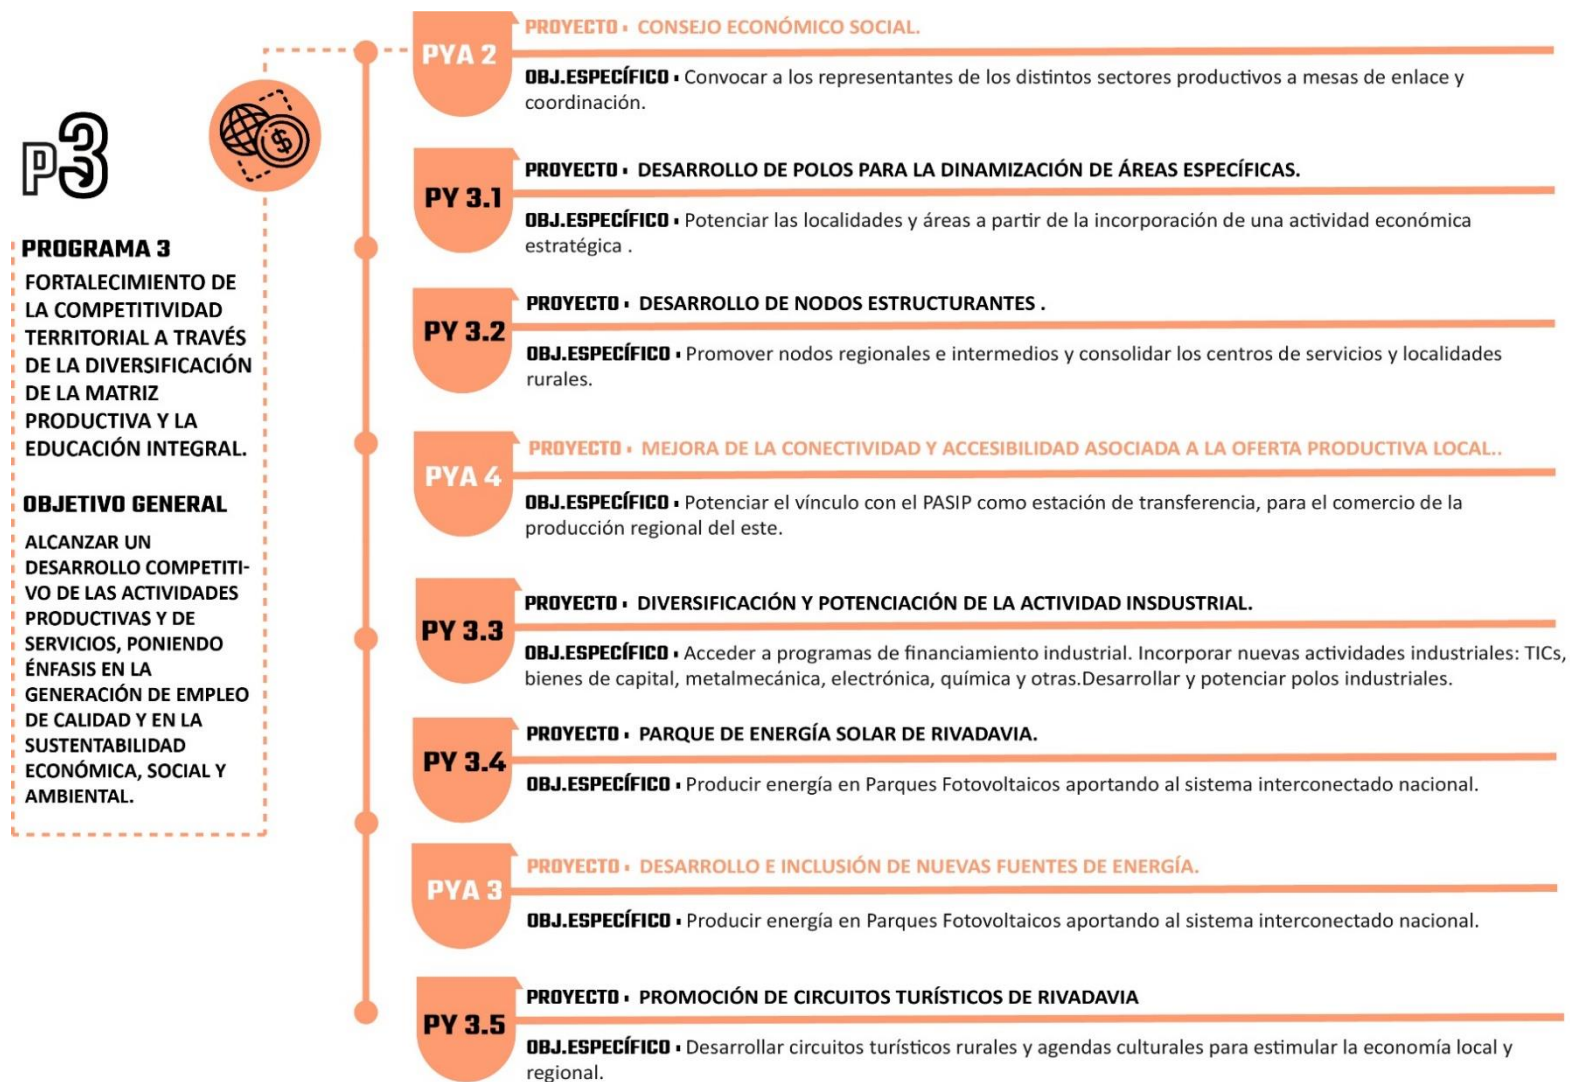 P3
PROGRAMA 3
FORTALECIMIENTO DE
LA COMPETITIVIDAD
TERRITORIAL A TRAVÉS
DE LA DIVERSIFICACIÓN
DE LA MATRIZ
PRODUCTIVA Y LA
EDUCACIÓN INTEGRAL.
OBJETIVO GENERAL
ALCANZAR UN
DESARROLLO COMPETITI-
VO DE LAS ACTIVIDADES
PRODUCTIVAS Y DE
SERVICIOS, PONIENDO
ÉNFASIS EN LA
GENERACIÓN DE EMPLEO
DE CALIDAD Y EN LA
SUSTENTABILIDAD
ECONÓMICA, SOCIAL Y
AMBIENTAL.
$
PYA 2
PROYECTO : CONSEJO ECONÓMICO SOCIAL.
OBJ.ESPECÍFICO : Convocar a los representantes de los distintos sectores productivos a mesas de enlace y
coordinación.
PY 3.1
PROYECTO : DESARROLLO DE POLOS PARA LA DINAMIZACIÓN DE ÁREAS ESPECÍFICAS.
OBJ.ESPECÍFICO : Potenciar las localidades y áreas a partir de la incorporación de una actividad económica
estratégica .
PY 3.2
PROYECTO : DESARROLLO DE NODOS ESTRUCTURANTES .
OBJ.ESPECÍFICO : Promover nodos regionales e intermedios y consolidar los centros de servicios y localidades
rurales.
PYA 4
PROYECTO : MEJORA DE LA CONECTIVIDAD Y ACCESIBILIDAD ASOCIADA A LA OFERTA PRODUCTIVA LOCAL..
OBJ.ESPECÍFICO : Potenciar el vínculo con el PASIP como estación de transferencia, para el comercio de la
producción regional del este.
PY 3.3
PROYECTO : DIVERSIFICACIÓN Y POTENCIACIÓN DE LA ACTIVIDAD INSDUSTRIAL.
OBJ.ESPECÍFICO : Acceder a programas de financiamiento industrial. Incorporar nuevas actividades industriales: TICs,
bienes de capital, metalmecánica, electrónica, química y otras.Desarrollar y potenciar polos industriales.
PY 3.4
PROYECTO : PARQUE DE ENERGÍA SOLAR DE RIVADAVIA.
OBJ.ESPECÍFICO : Producir energía en Parques Fotovoltaicos aportando al sistema interconectado nacional.
PYA 3
PROYECTO : DESARROLLO E INCLUSIÓN DE NUEVAS FUENTES DE ENERGÍA.
OBJ.ESPECÍFICO : Producir energía en Parques Fotovoltaicos aportando al sistema interconectado nacional.
PY 3.5
PROYECTO : PROMOCIÓN DE CIRCUITOS TURÍSTICOS DE RIVADAVIA
OBJ.ESPECÍFICO : Desarrollar circuitos turísticos rurales y agendas culturales para estimular la economía local y
regional.